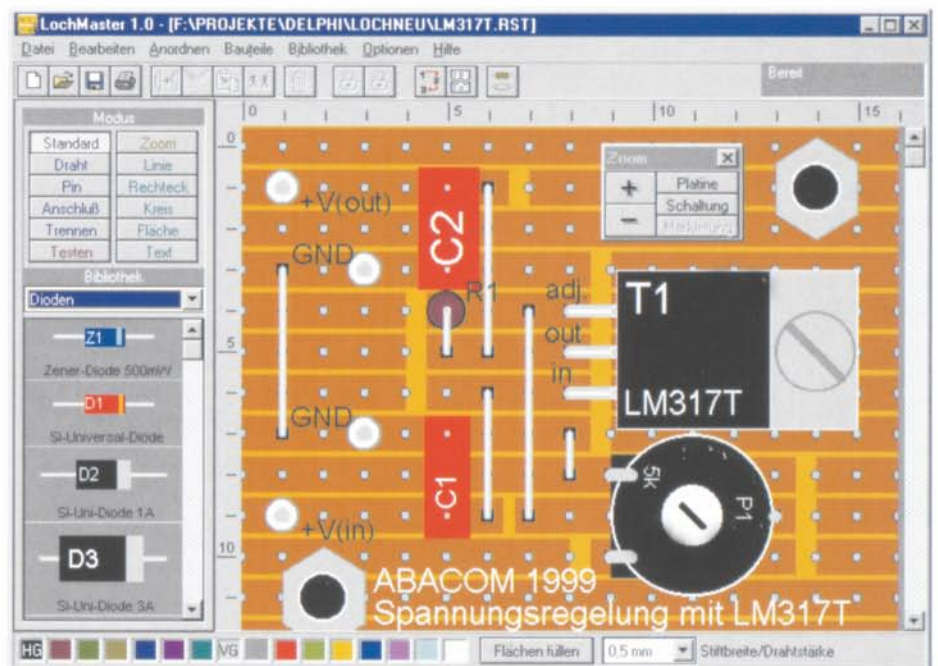 LochMaster 1.0 - [F:\PROJEKTE\DELPHI\LOCHNEU\LM317T.RST]
Datei Bearbeiten Anordnen Bauteile Bibliothek Optionen Hilfe
Bereit
Modus
Standard Zoom
Draht Linie
Pin Rechteck
Anschluß Kreis
Trennen Fläche
Testen Text
Bibliothek
Dioden
Z1
Zener-Diode 500mW
D1
Si-Universal-Diode
D2
Si-Uni-Diode 1A
D3
Si-Uni-Diode 3A
0 5 10 15
0
5
10
Zoom
+ Platine
Schaltung
− Markierung
+V(out)
C2
GND
R1
adj.
out
in
T1
LM317T
GND
C1
5k
P1
+V(in)
ABACOM 1999
Spannungsregelung mit LM317T
HG VG Flächen füllen 0,5 mm Stiftbreite/Drahtstärke